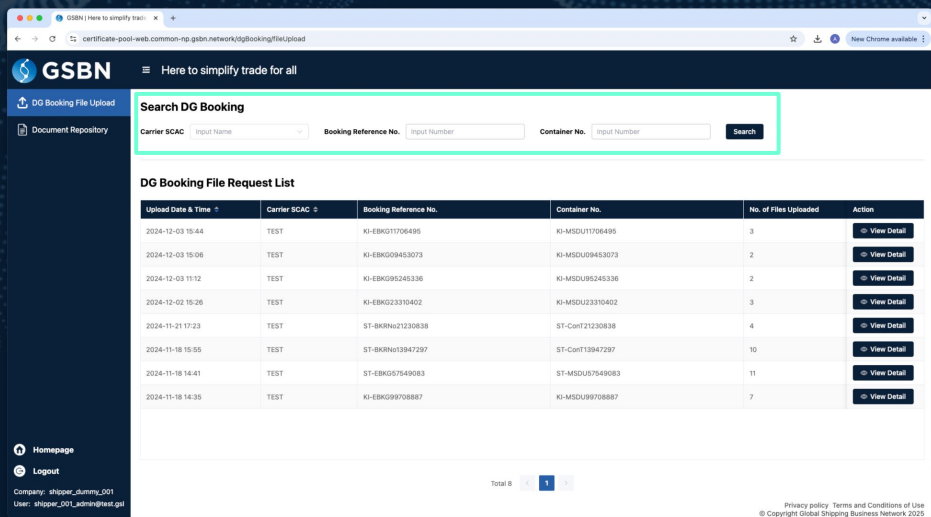 GSBN | Here to simplify trade
certificate-pool-web.common-np.gsbn.network/dgBooking/fileUpload
New Chrome available
GSBN
Here to simplify trade for all
DG Booking File Upload
Document Repository
Search DG Booking
Carrier SCAC Input Name Booking Reference No. Input Number Container No. Input Number Search
DG Booking File Request List
Upload Date & Time Carrier SCAC Booking Reference No. Container No. No. of Files Uploaded Action
2024-12-03 15:44 TEST KI-EBKG11706495 KI-MSDU11706495 3 View Detail
2024-12-03 15:06 TEST KI-EBKG09453073 KI-MSDU09453073 2 View Detail
2024-12-03 11:12 TEST KI-EBKG95245336 KI-MSDU95245336 2 View Detail
2024-12-02 15:26 TEST KI-EBKG23310402 KI-MSDU23310402 3 View Detail
2024-11-21 17:23 TEST ST-BKRNo21230838 ST-ConT21230838 4 View Detail
2024-11-18 15:55 TEST ST-BKRNo13947297 ST-ConT13947297 10 View Detail
2024-11-18 14:41 TEST ST-EBKG57549083 ST-MSDU57549083 11 View Detail
2024-11-18 14:35 TEST KI-EBKG99708887 KI-MSDU99708887 7 View Detail
Total 8 1
Homepage
Logout
Company: shipper_dummy_001
User: shipper_001_admin@test.gsl
Privacy policy Terms and Conditions of Use
© Copyright Global Shipping Business Network 2025